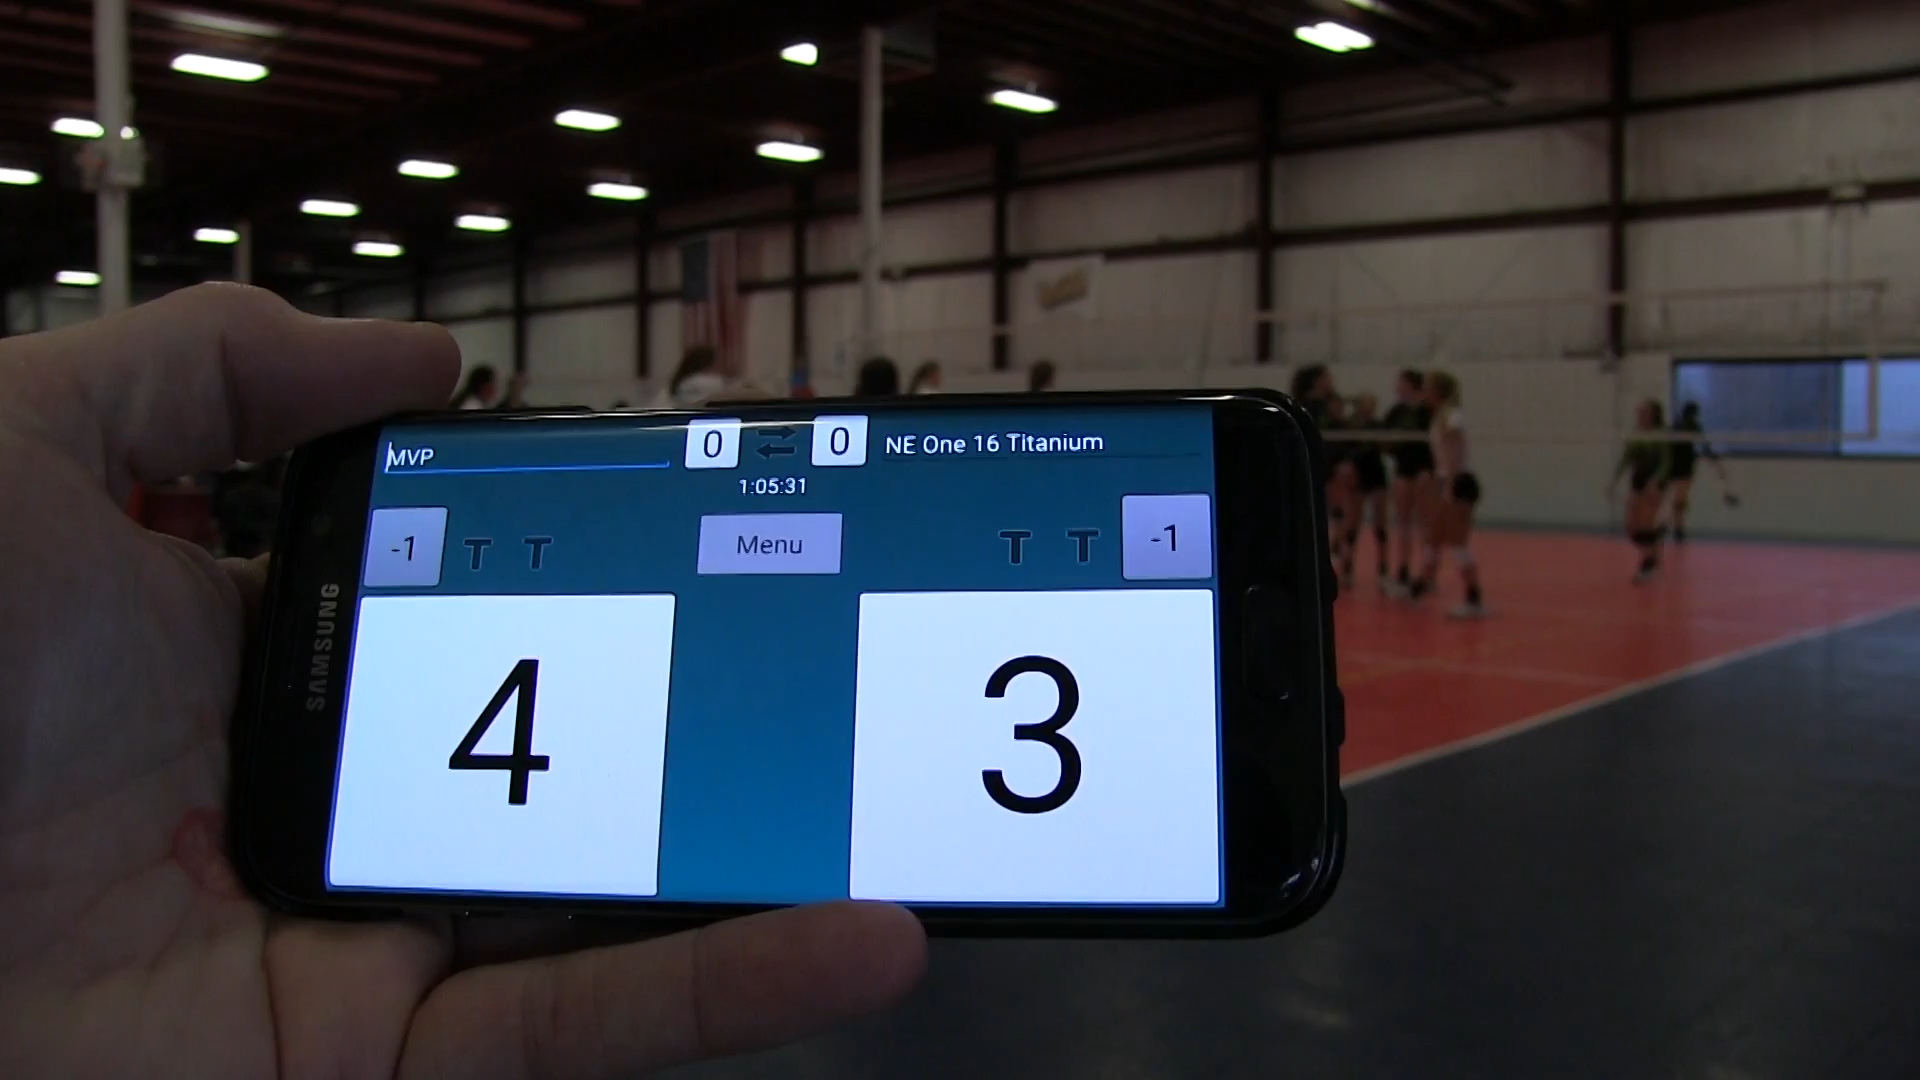 MVP
0
0
NE One 16 Titanium
1:05:31
-1
T T
Menu
T T
-1
4
3
SAMSUNG